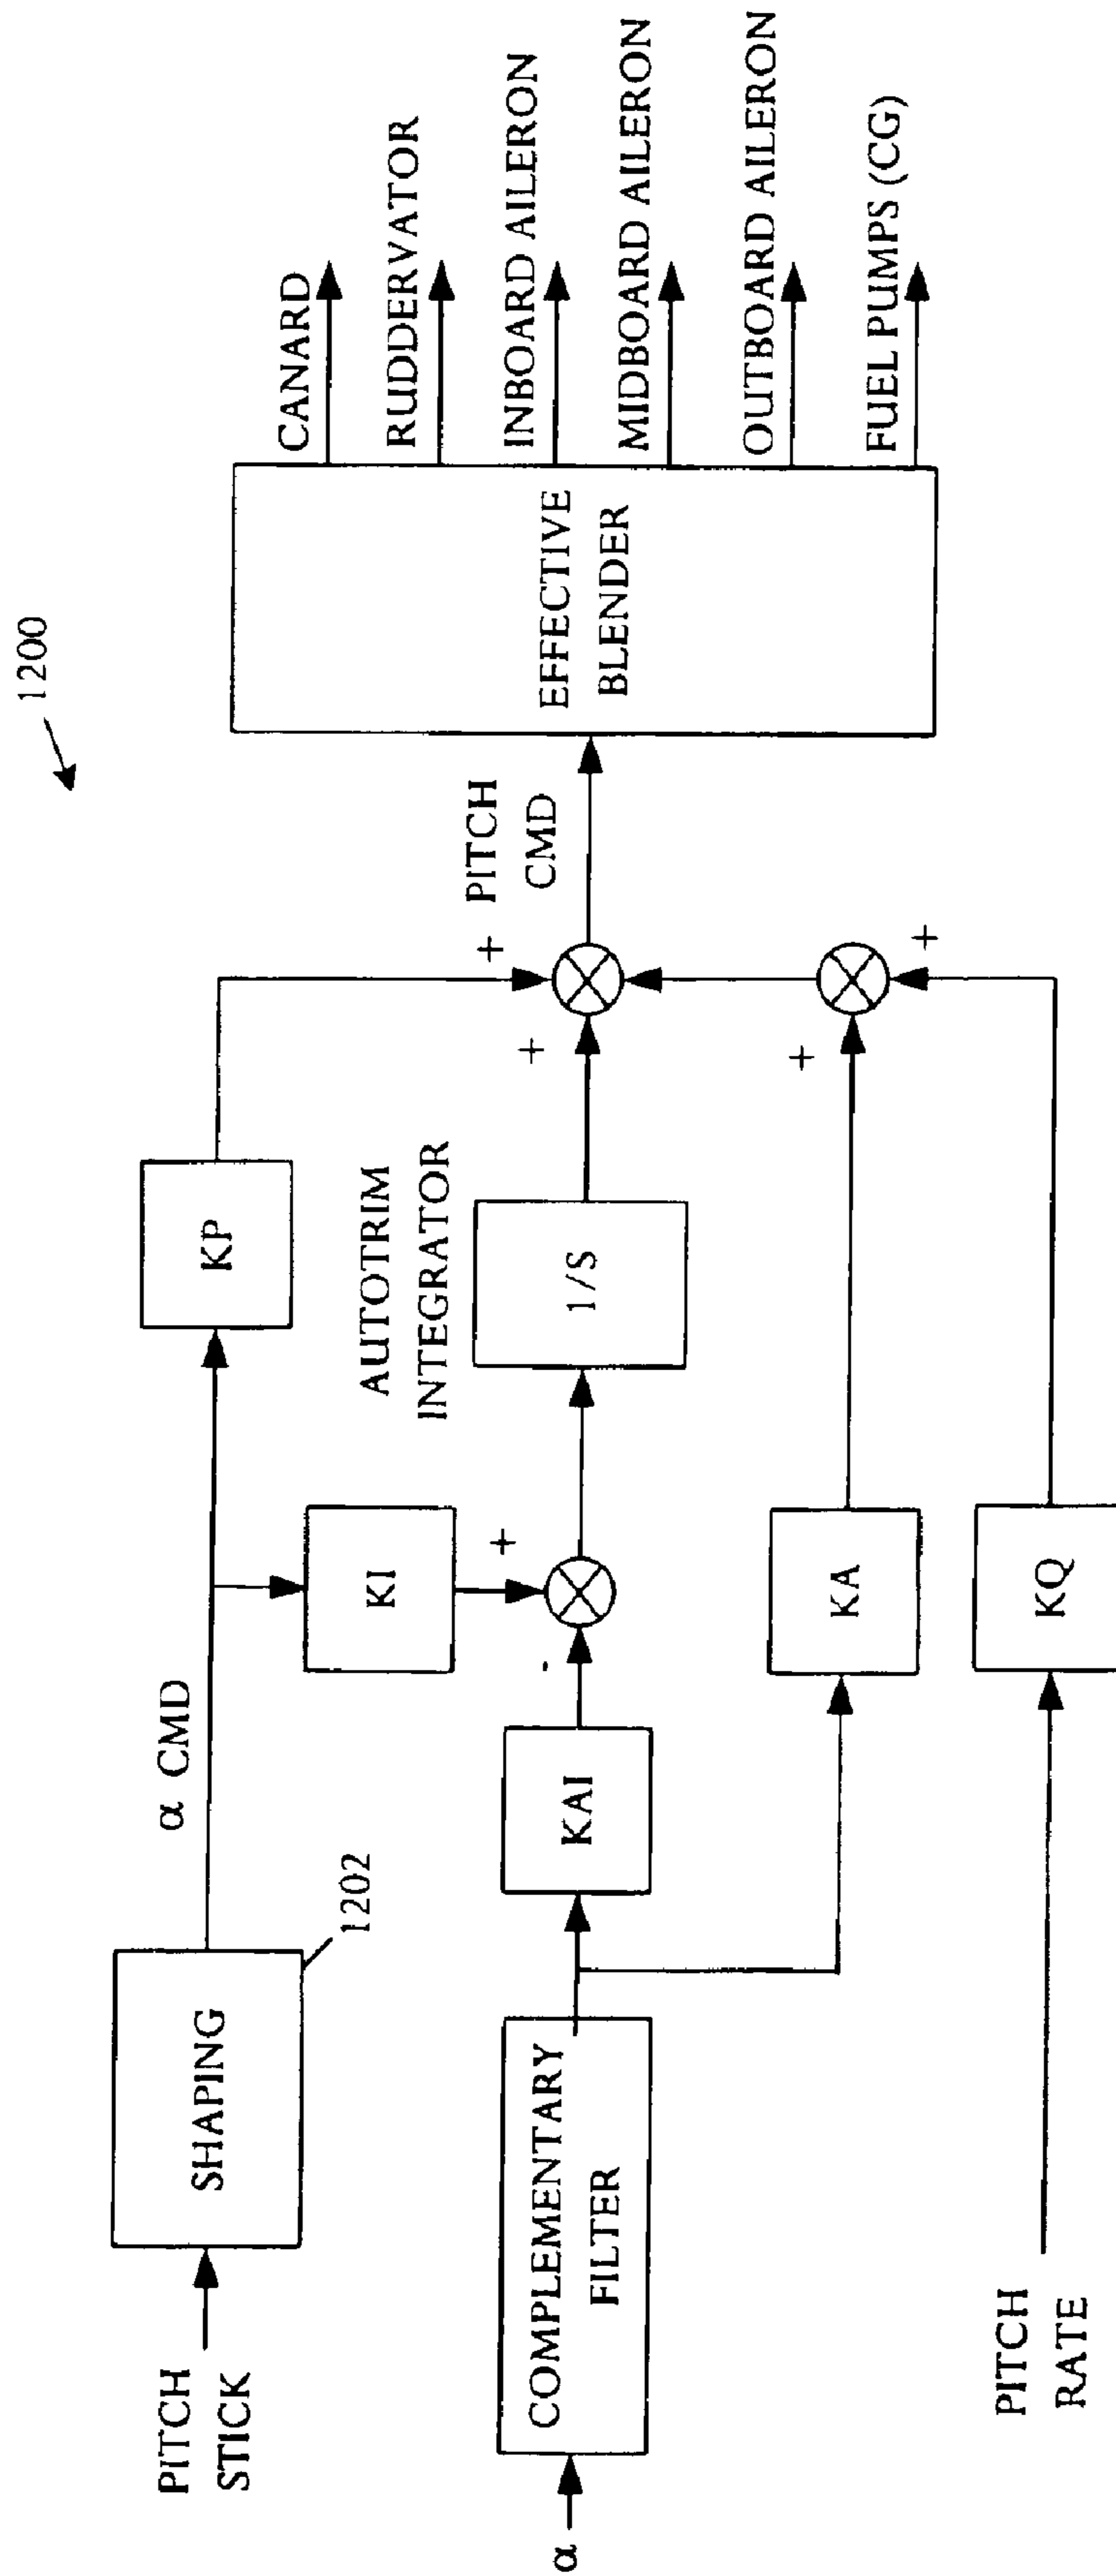 1200
PITCH
STICK
SHAPING
1202
α CMD
KP
KI
AUTOTRIM
INTEGRATOR
α
COMPLEMENTARY
FILTER
KAI
-
+
1/S
+
+
PITCH
CMD
EFFECTIVE
BLENDER
CANARD
RUDDERVATOR
INBOARD AILERON
MIDBOARD AILERON
OUTBOARD AILERON
FUEL PUMPS (CG)
KA
+
PITCH
RATE
KQ
+